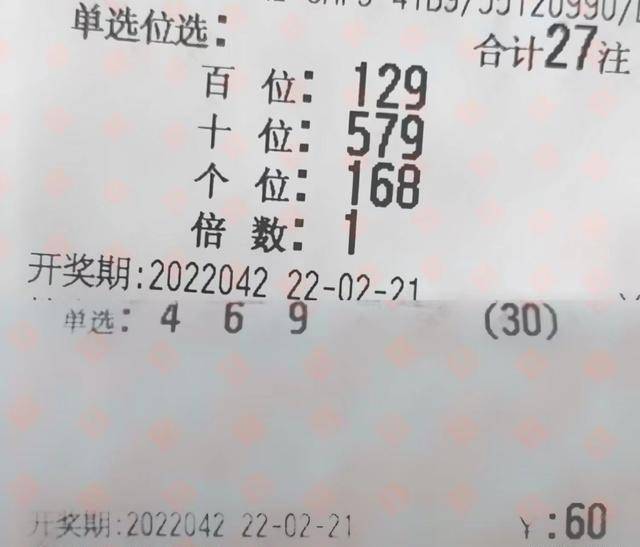 单选位选:
合计27注
百 位: 129
十 位: 579
个 位: 168
倍 数: 1
开奖期:2022042 22-02-21
单选: 4 6 9 (30)
开奖期:2022042 22-02-21 ¥:60